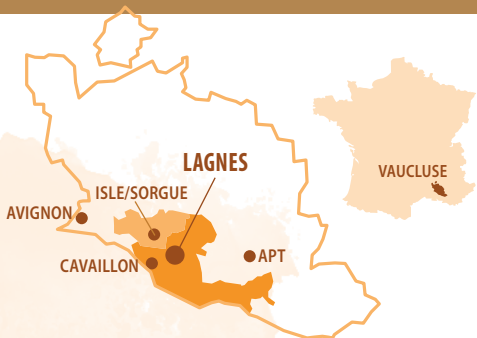 LAGNES
VAUCLUSE
ISLE/SORGUE
AVIGNON
CAVAILLON
APT